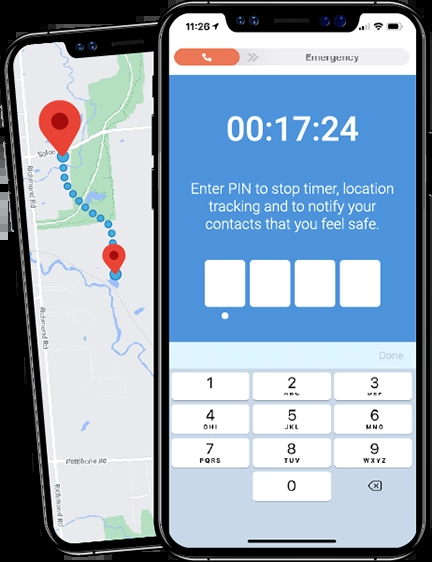 11:26
Emergency
00:17:24
Enter PIN to stop timer, location
tracking and to notify your
contacts that you feel safe.
Done
1
2
ABC
3
DEF
4
GHI
5
JKL
6
MNO
7
PQRS
8
TUV
9
WXYZ
0
Solon
Richmond Rd
Richmond Rd
Pettibone Rd
Richmond Rd